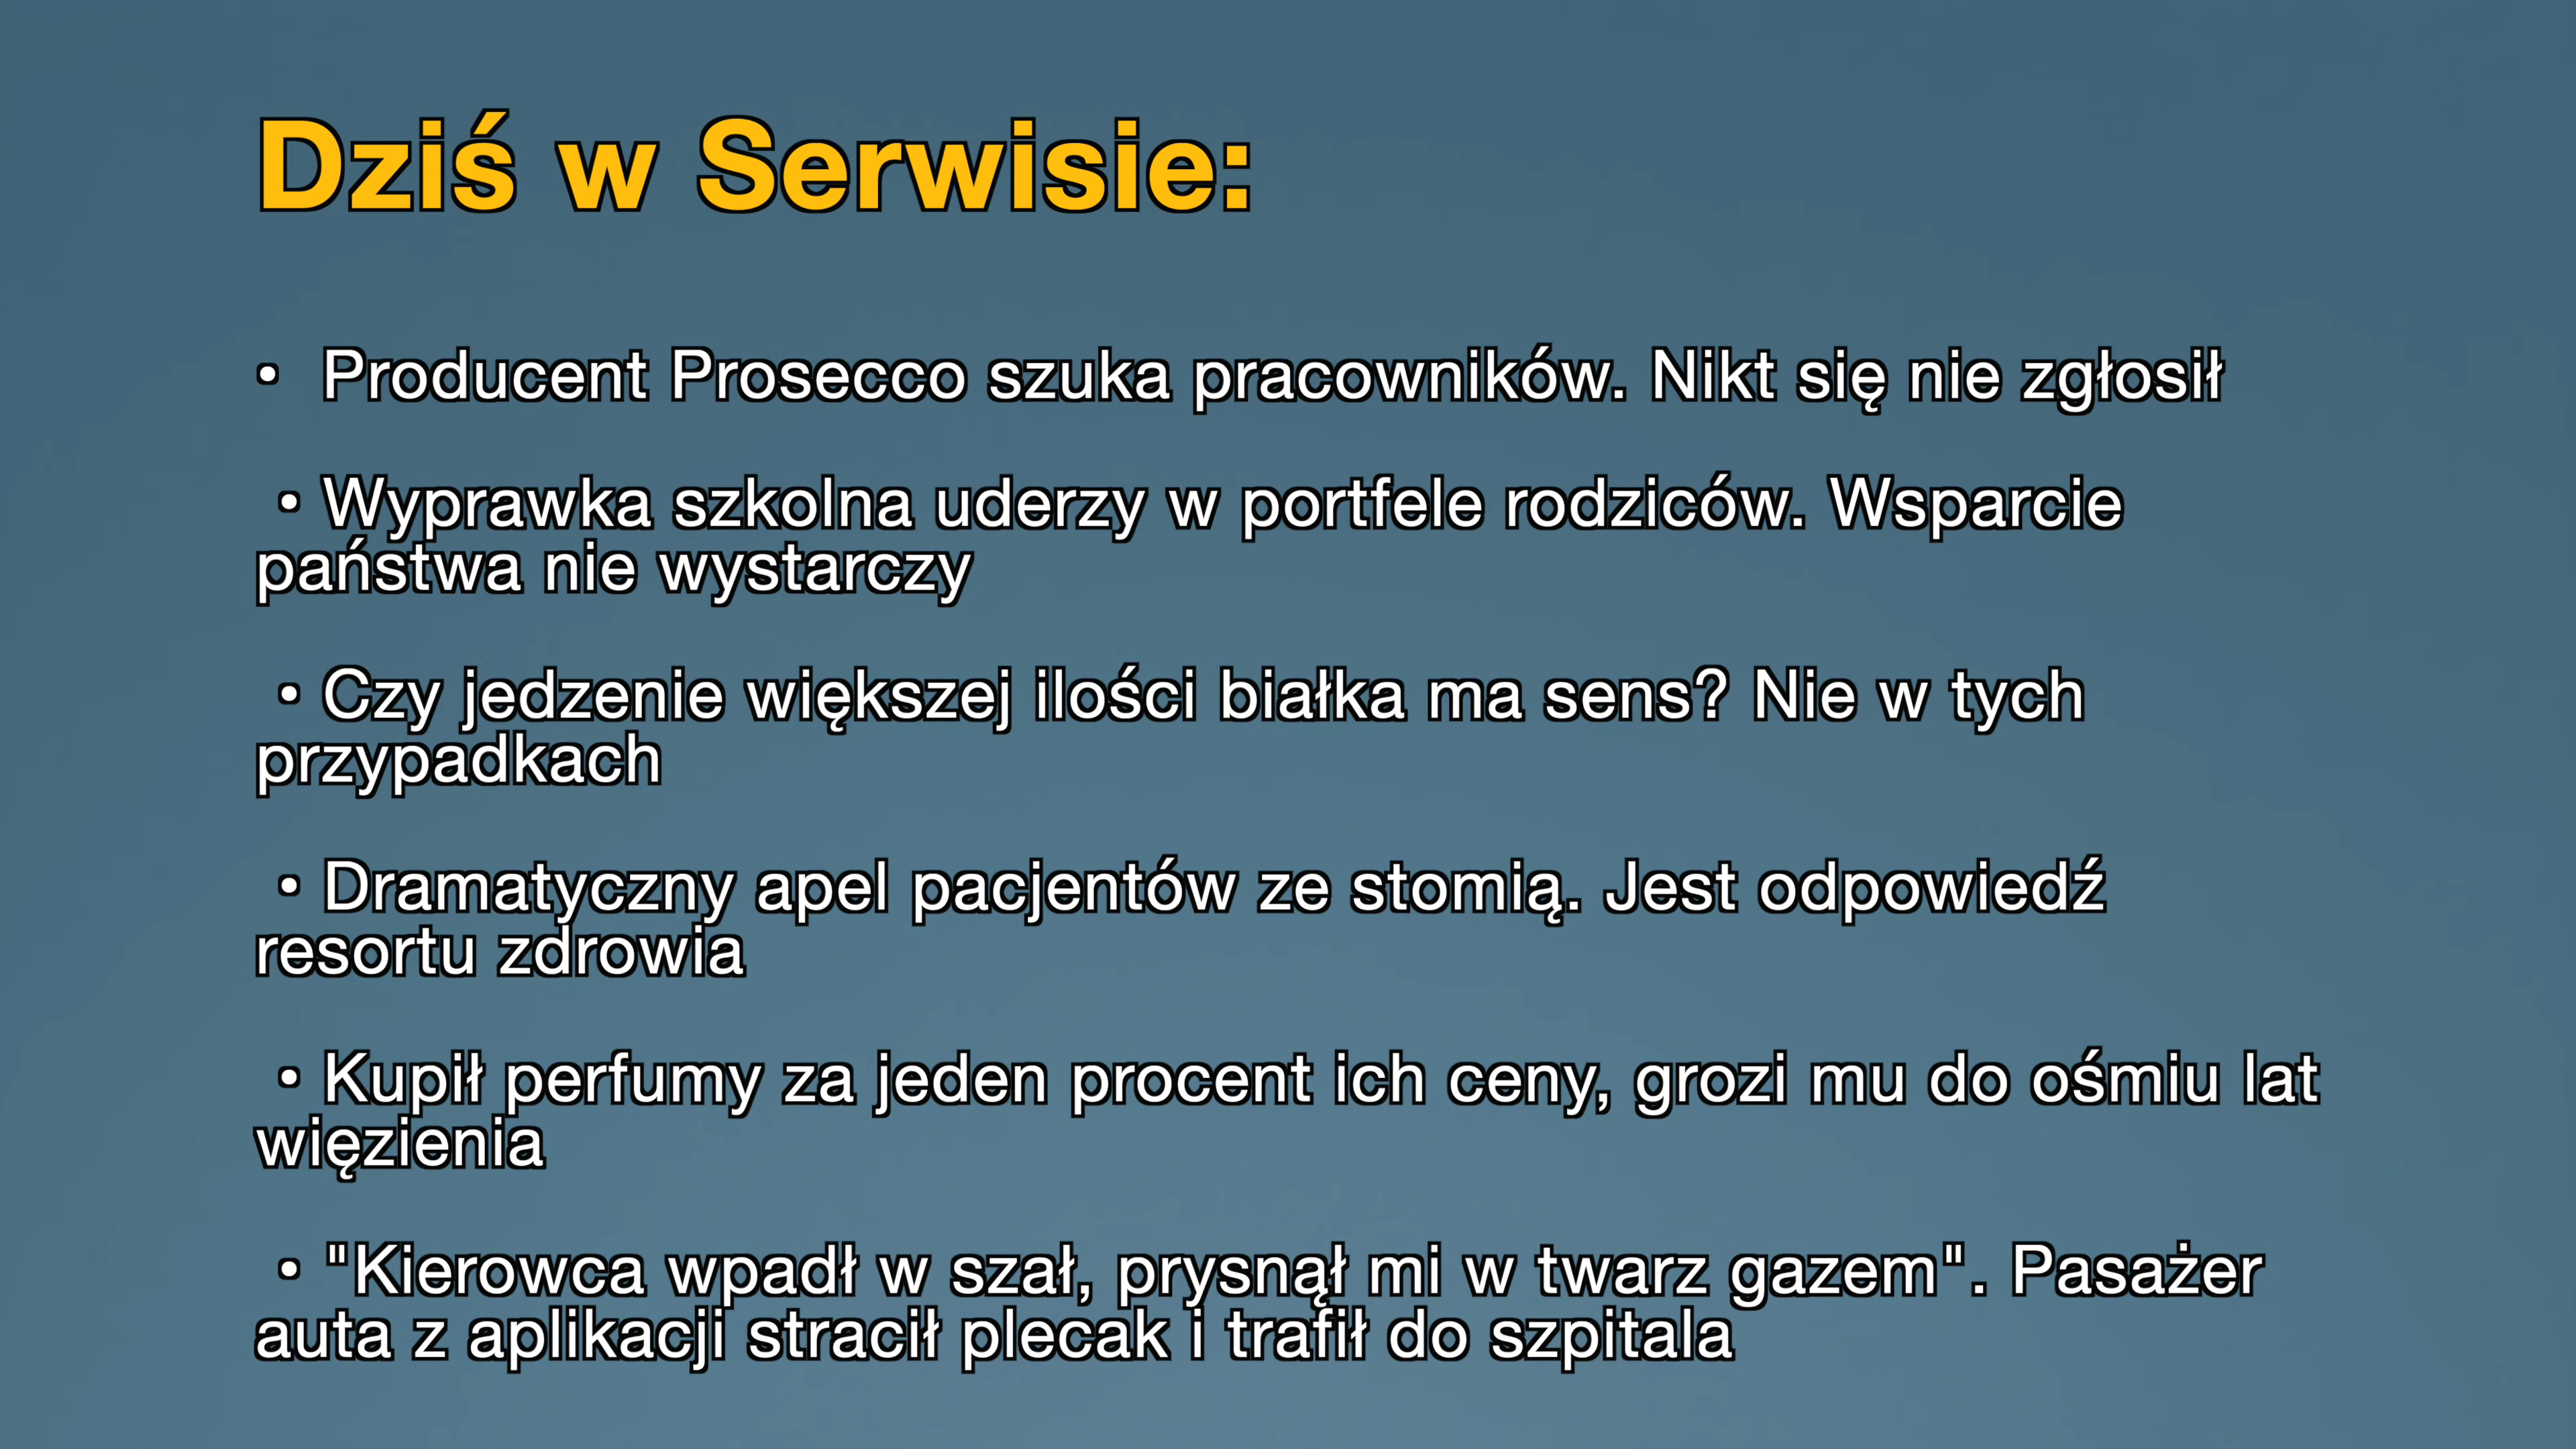 Dziś w Serwisie:
• Producent Prosecco szuka pracowników. Nikt się nie zgłosił
• Wyprawka szkolna uderzy w portfele rodziców. Wsparcie
państwa nie wystarczy
• Czy jedzenie większej ilości białka ma sens? Nie w tych
przypadkach
• Dramatyczny apel pacjentów ze stomią. Jest odpowiedź
resortu zdrowia
• Kupił perfumy za jeden procent ich ceny, grozi mu do ośmiu lat
więzienia
• "Kierowca wpadł w szał, prysnął mi w twarz gazem". Pasażer
auta z aplikacji stracił plecak i trafił do szpitala